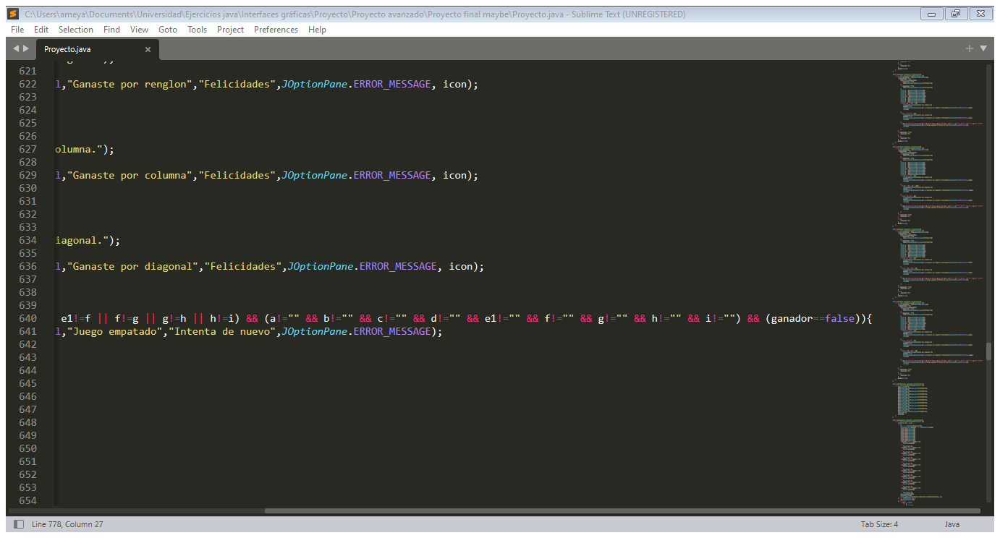 C:\Users\ameya\Documents\Universidad\Ejercicios java\Interfaces gráficas\Proyecto\Proyecto avanzado\Proyecto final maybe\Proyecto.java - Sublime Text (UNREGISTERED)
File Edit Selection Find View Goto Tools Project Preferences Help
Proyecto.java
621
622 l,"Ganaste por renglon","Felicidades",JOptionPane.ERROR_MESSAGE, icon);
623
624
625
626
627 olumna.");
628
629 l,"Ganaste por columna","Felicidades",JOptionPane.ERROR_MESSAGE, icon);
630
631
632
633
634 iagonal.");
635
636 l,"Ganaste por diagonal","Felicidades",JOptionPane.ERROR_MESSAGE, icon);
637
638
639
640 e1!=f || f!=g || g!=h || h!=i) && (a!="" && b!="" && c!="" && d!="" && e1!="" && f!="" && g!="" && h!="" && i!="") && (ganador==false)){
641 l,"Juego empatado","Intenta de nuevo",JOptionPane.ERROR_MESSAGE);
642
643
644
645
646
647
648
649
650
651
652
653
654
Line 778, Column 27 Tab Size: 4 Java